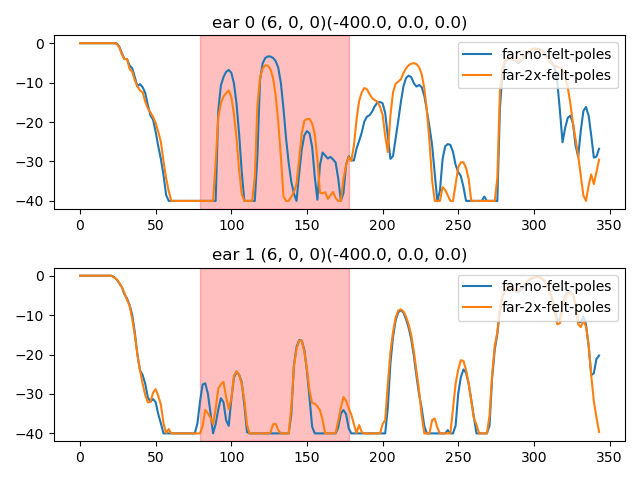 ear 0 (6, 0, 0)(-400.0, 0.0, 0.0)
0
−10
−20
−30
−40
far-no-felt-poles
far-2x-felt-poles
0 50 100 150 200 250 300 350
ear 1 (6, 0, 0)(-400.0, 0.0, 0.0)
0
−10
−20
−30
−40
far-no-felt-poles
far-2x-felt-poles
0 50 100 150 200 250 300 350